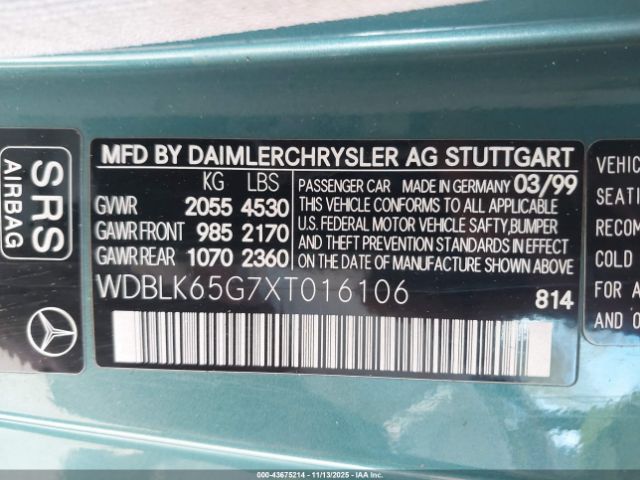 MFD BY DAIMLERCHRYSLER AG STUTTGART
KG LBS
GVWR 2055 4530
GAWR FRONT 985 2170
GAWR REAR 1070 2360
PASSENGER CAR MADE IN GERMANY 03/99
THIS VEHICLE CONFORMS TO ALL APPLICABLE
U.S. FEDERAL MOTOR VEHICLE SAFETY,BUMPER
AND THEFT PREVENTION STANDARDS IN EFFECT
ON THE DATE OF MANUFACTURE SHOWN ABOVE.
WDBLK65G7XT016106
814
SRS
AIRBAG
VEHIC
SEATI
RECOM
COLD
FOR A
AND O
000-43675214 - 11/13/2025 - IAAI.COM